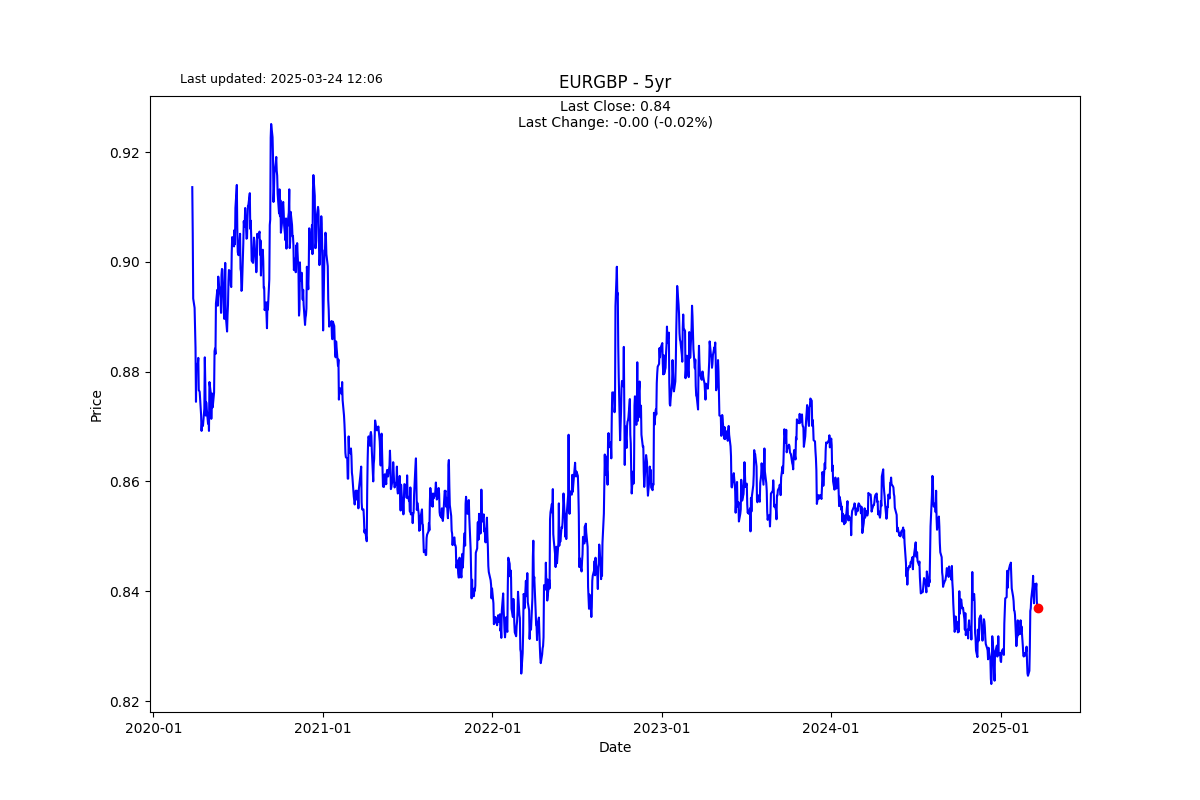 Last updated: 2025-03-24 12:06
EURGBP - 5yr
Last Close: 0.84
Last Change: -0.00 (-0.02%)
Price
0.92
0.90
0.88
0.86
0.84
0.82
2020-01 2021-01 2022-01 2023-01 2024-01 2025-01
Date